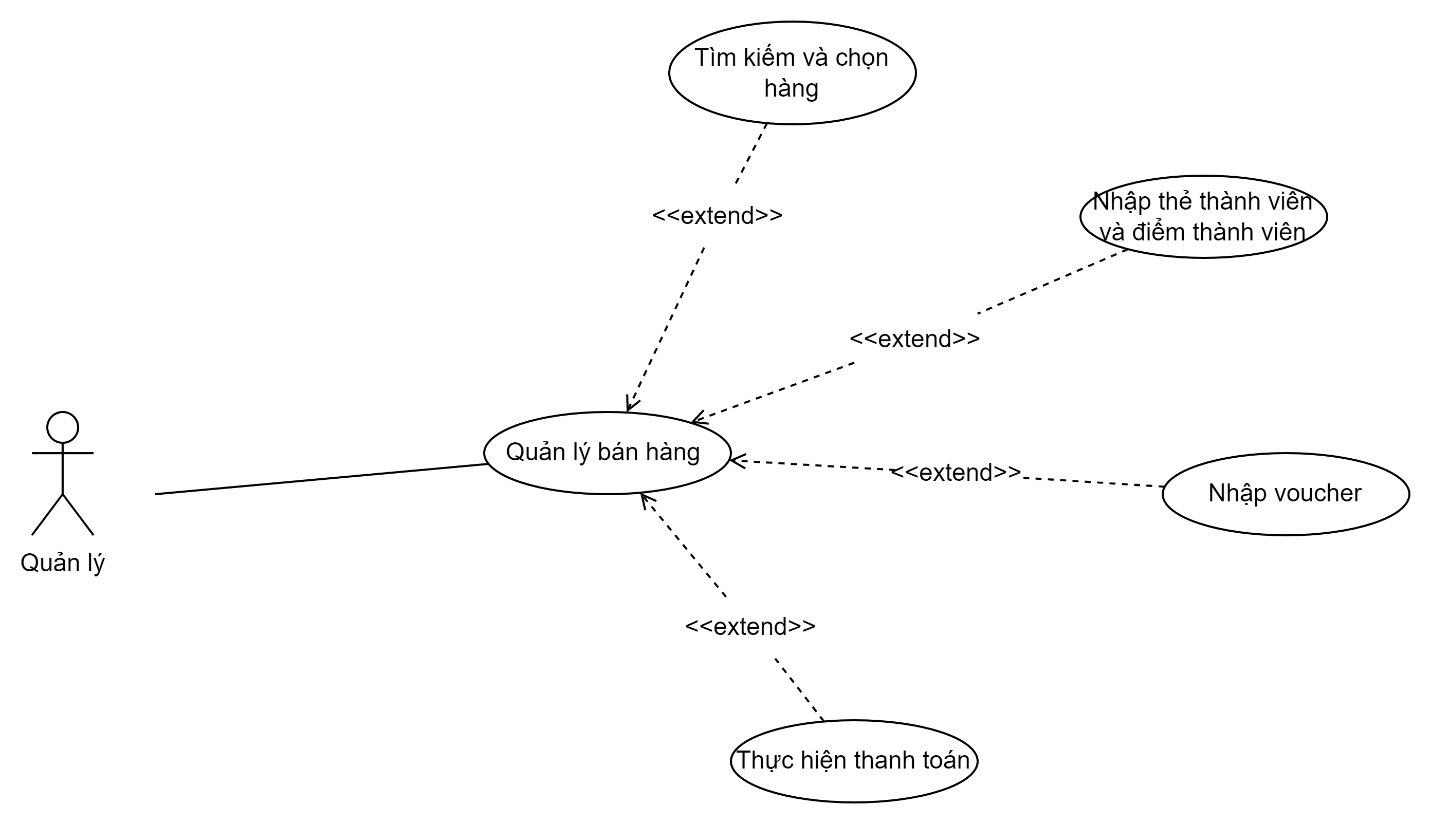 Tìm kiếm và chọn
hàng
<<extend>>
Nhập thẻ thành viên
và điểm thành viên
<<extend>>
Quản lý bán hàng
<<extend>>
Nhập voucher
Quản lý
<<extend>>
Thực hiện thanh toán